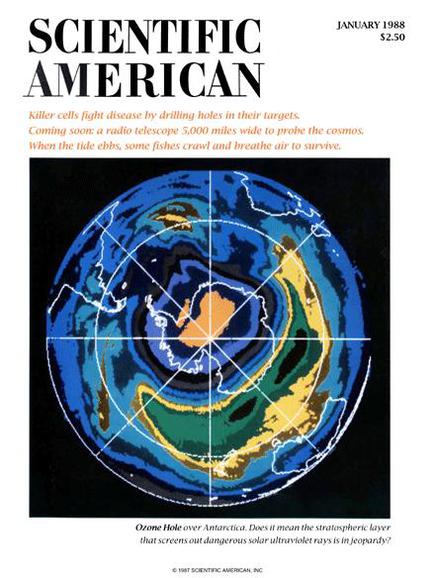 SCIENTIFIC
AMERICAN
JANUARY 1988
$2.50
Killer cells fight disease by drilling holes in their targets.
Coming soon: a radio telescope 5,000 miles wide to probe the cosmos.
When the tide ebbs, some fishes crawl and breathe air to survive.
Ozone Hole over Antarctica. Does it mean the stratospheric layer
that screens out dangerous solar ultraviolet rays is in jeopardy?
© 1987 SCIENTIFIC AMERICAN, INC